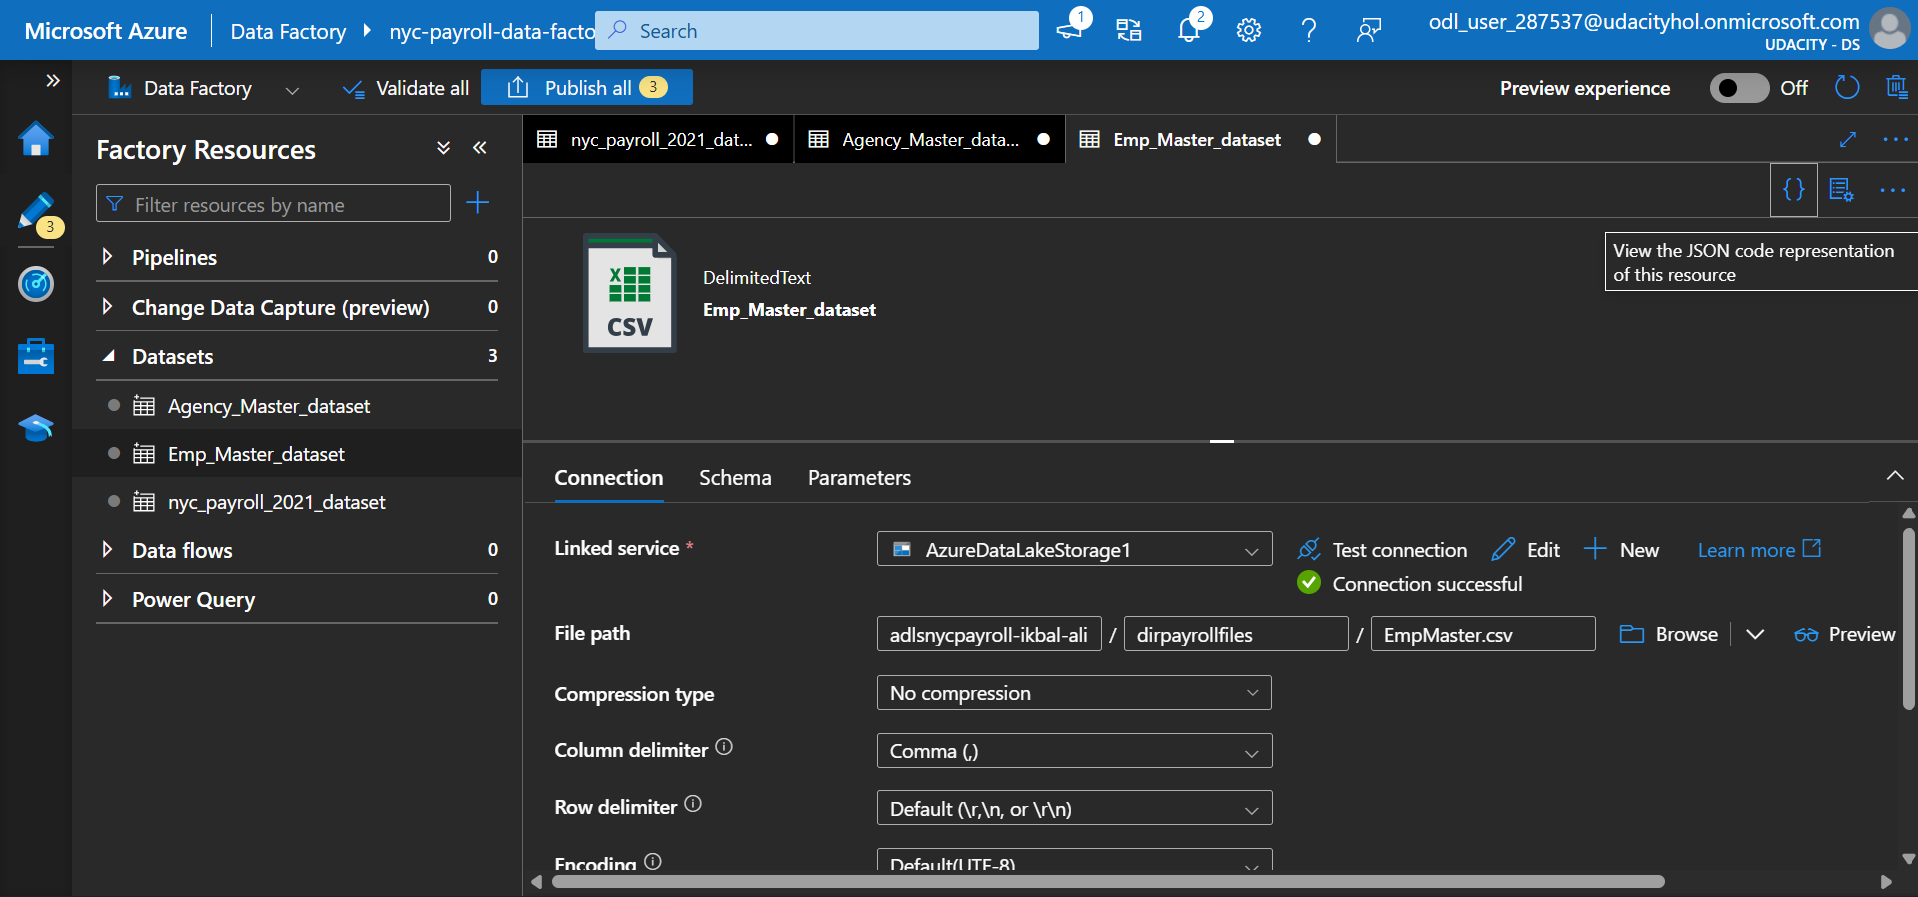 Microsoft Azure
Data Factory
nyc-payroll-data-facto
Search
1
2
odl_user_287537@udacityhol.onmicrosoft.com
UDACITY - DS
Data Factory
Validate all
Publish all
3
Preview experience
Off
3
Factory Resources
Filter resources by name
Pipelines
0
Change Data Capture (preview)
0
Datasets
3
Agency_Master_dataset
Emp_Master_dataset
nyc_payroll_2021_dataset
Data flows
0
Power Query
0
nyc_payroll_2021_dat...
Agency_Master_data...
Emp_Master_dataset
{}
View the JSON code representation
of this resource
X
CSV
DelimitedText
Emp_Master_dataset
Connection
Schema
Parameters
Linked service *
AzureDataLakeStorage1
Test connection
Edit
New
Learn more
Connection successful
File path
adlsnycpayroll-ikbal-ali / dirpayrollfiles / EmpMaster.csv
Browse
Preview
Compression type
No compression
Column delimiter
Comma (,)
Row delimiter
Default (\r,\n, or \r\n)
Encoding
Default(UTF-8)